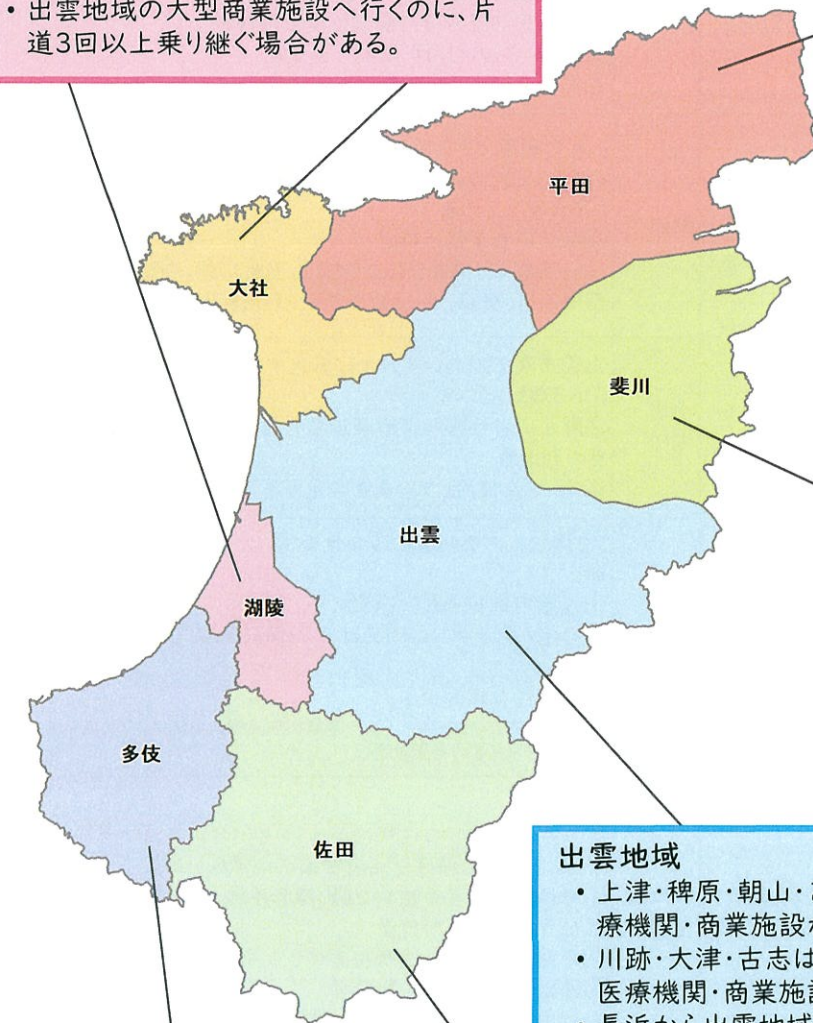 • 出雲地域の大型商業施設へ行くのに、片
道3回以上乗り継ぐ場合がある。
平田
大社
斐川
出雲
湖陵
多伎
佐田
出雲地域
• 上津・稗原・朝山・
療機関・商業施設
• 川跡・大津・古志は
医療機関・商業施設